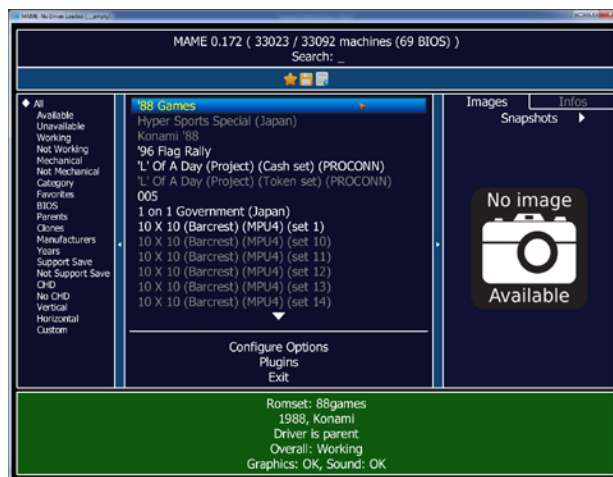 MAME: No Driver Loaded [___empty]
MAME 0.172 ( 33023 / 33092 machines (69 BIOS) )
Search: _
All
Available
Unavailable
Working
Not Working
Mechanical
Not Mechanical
Category
Favorites
BIOS
Parents
Clones
Manufacturers
Years
Support Save
Not Support Save
CHD
No CHD
Vertical
Horizontal
Custom
'88 Games
Hyper Sports Special (Japan)
Konami '88
'96 Flag Rally
'L' Of A Day (Project) (Cash set) (PROCONN)
'L' Of A Day (Project) (Token set) (PROCONN)
005
1 on 1 Government (Japan)
10 X 10 (Barcrest) (MPU4) (set 1)
10 X 10 (Barcrest) (MPU4) (set 10)
10 X 10 (Barcrest) (MPU4) (set 11)
10 X 10 (Barcrest) (MPU4) (set 12)
10 X 10 (Barcrest) (MPU4) (set 13)
10 X 10 (Barcrest) (MPU4) (set 14)
Configure Options
Plugins
Exit
Images Infos
Snapshots
No image
Available
Romset: 88games
1988, Konami
Driver is parent
Overall: Working
Graphics: OK, Sound: OK